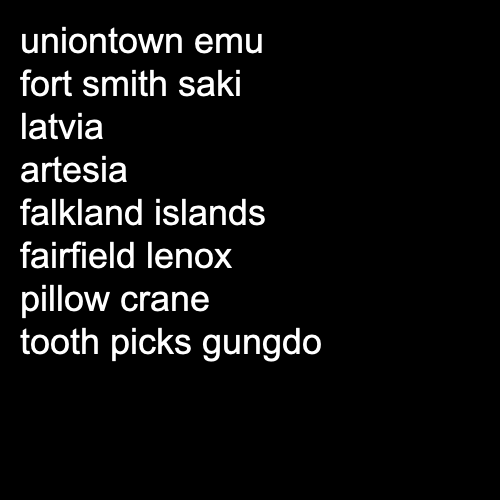 uniontown emu
fort smith saki
latvia
artesia
falkland islands
fairfield lenox
pillow crane
tooth picks gungdo